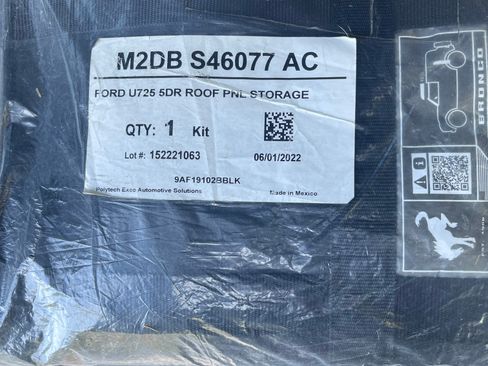 M2DB S46077 AC
FORD U725 5DR ROOF PNL STORAGE
QTY: 1 Kit
Lot #: 152221063
06/01/2022
9AF19102BBLK
Polytech Exco Automotive Solutions
Made in Mexico
BRONCO